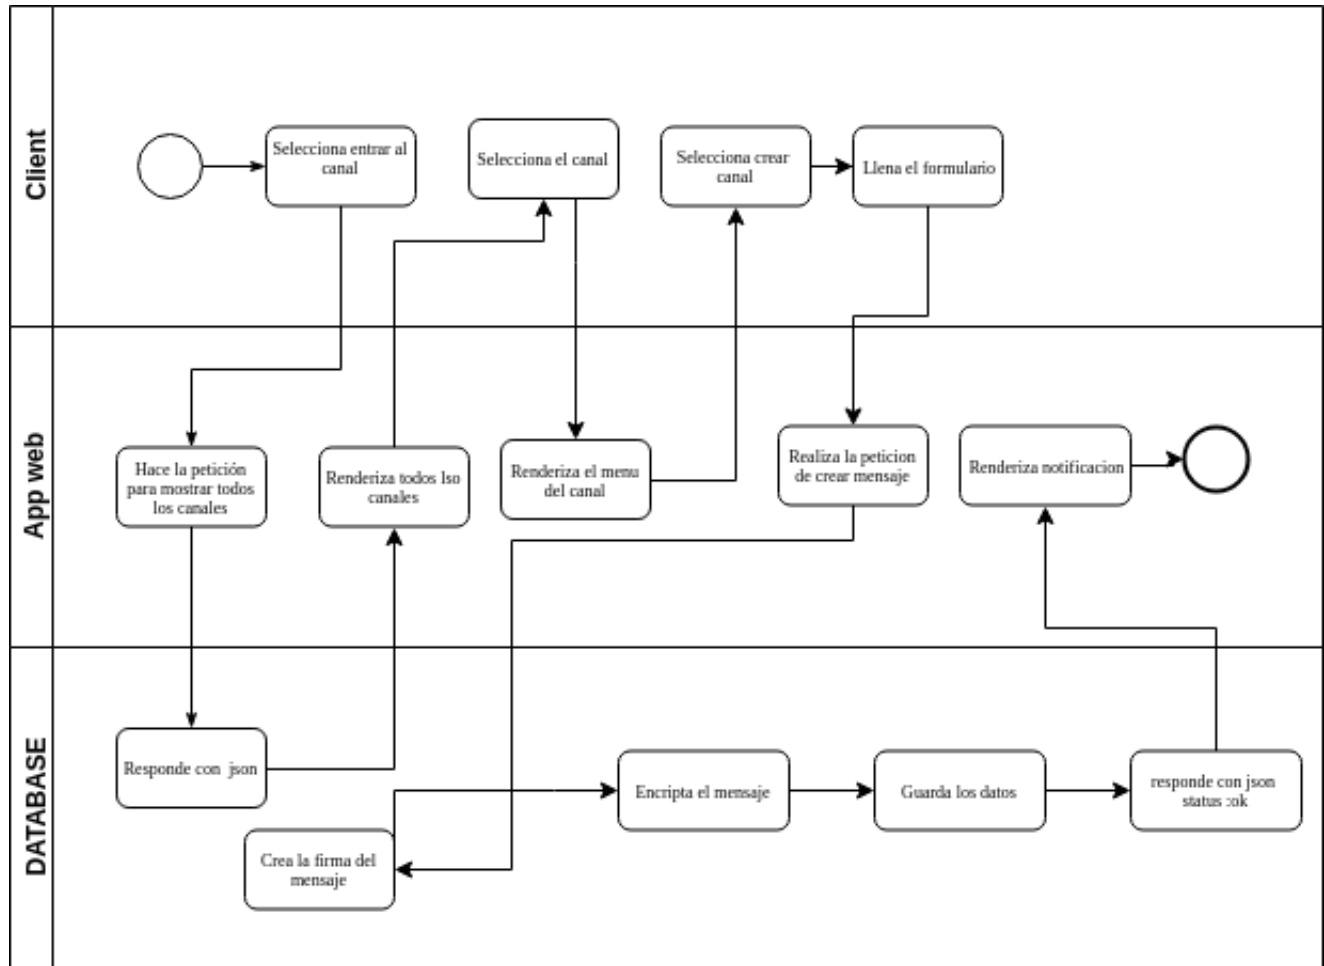 Client
Selecciona entrar al
canal
Selecciona el canal
Selecciona crear
canal
Llena el formulario
App web
Hace la petición
para mostrar todos
los canales
Renderiza todos lso
canales
Renderiza el menu
del canal
Realiza la peticion
de crear mensaje
Renderiza notificacion
DATABASE
Responde con json
Crea la firma del
mensaje
Encripta el mensaje
Guarda los datos
responde con json
status :ok